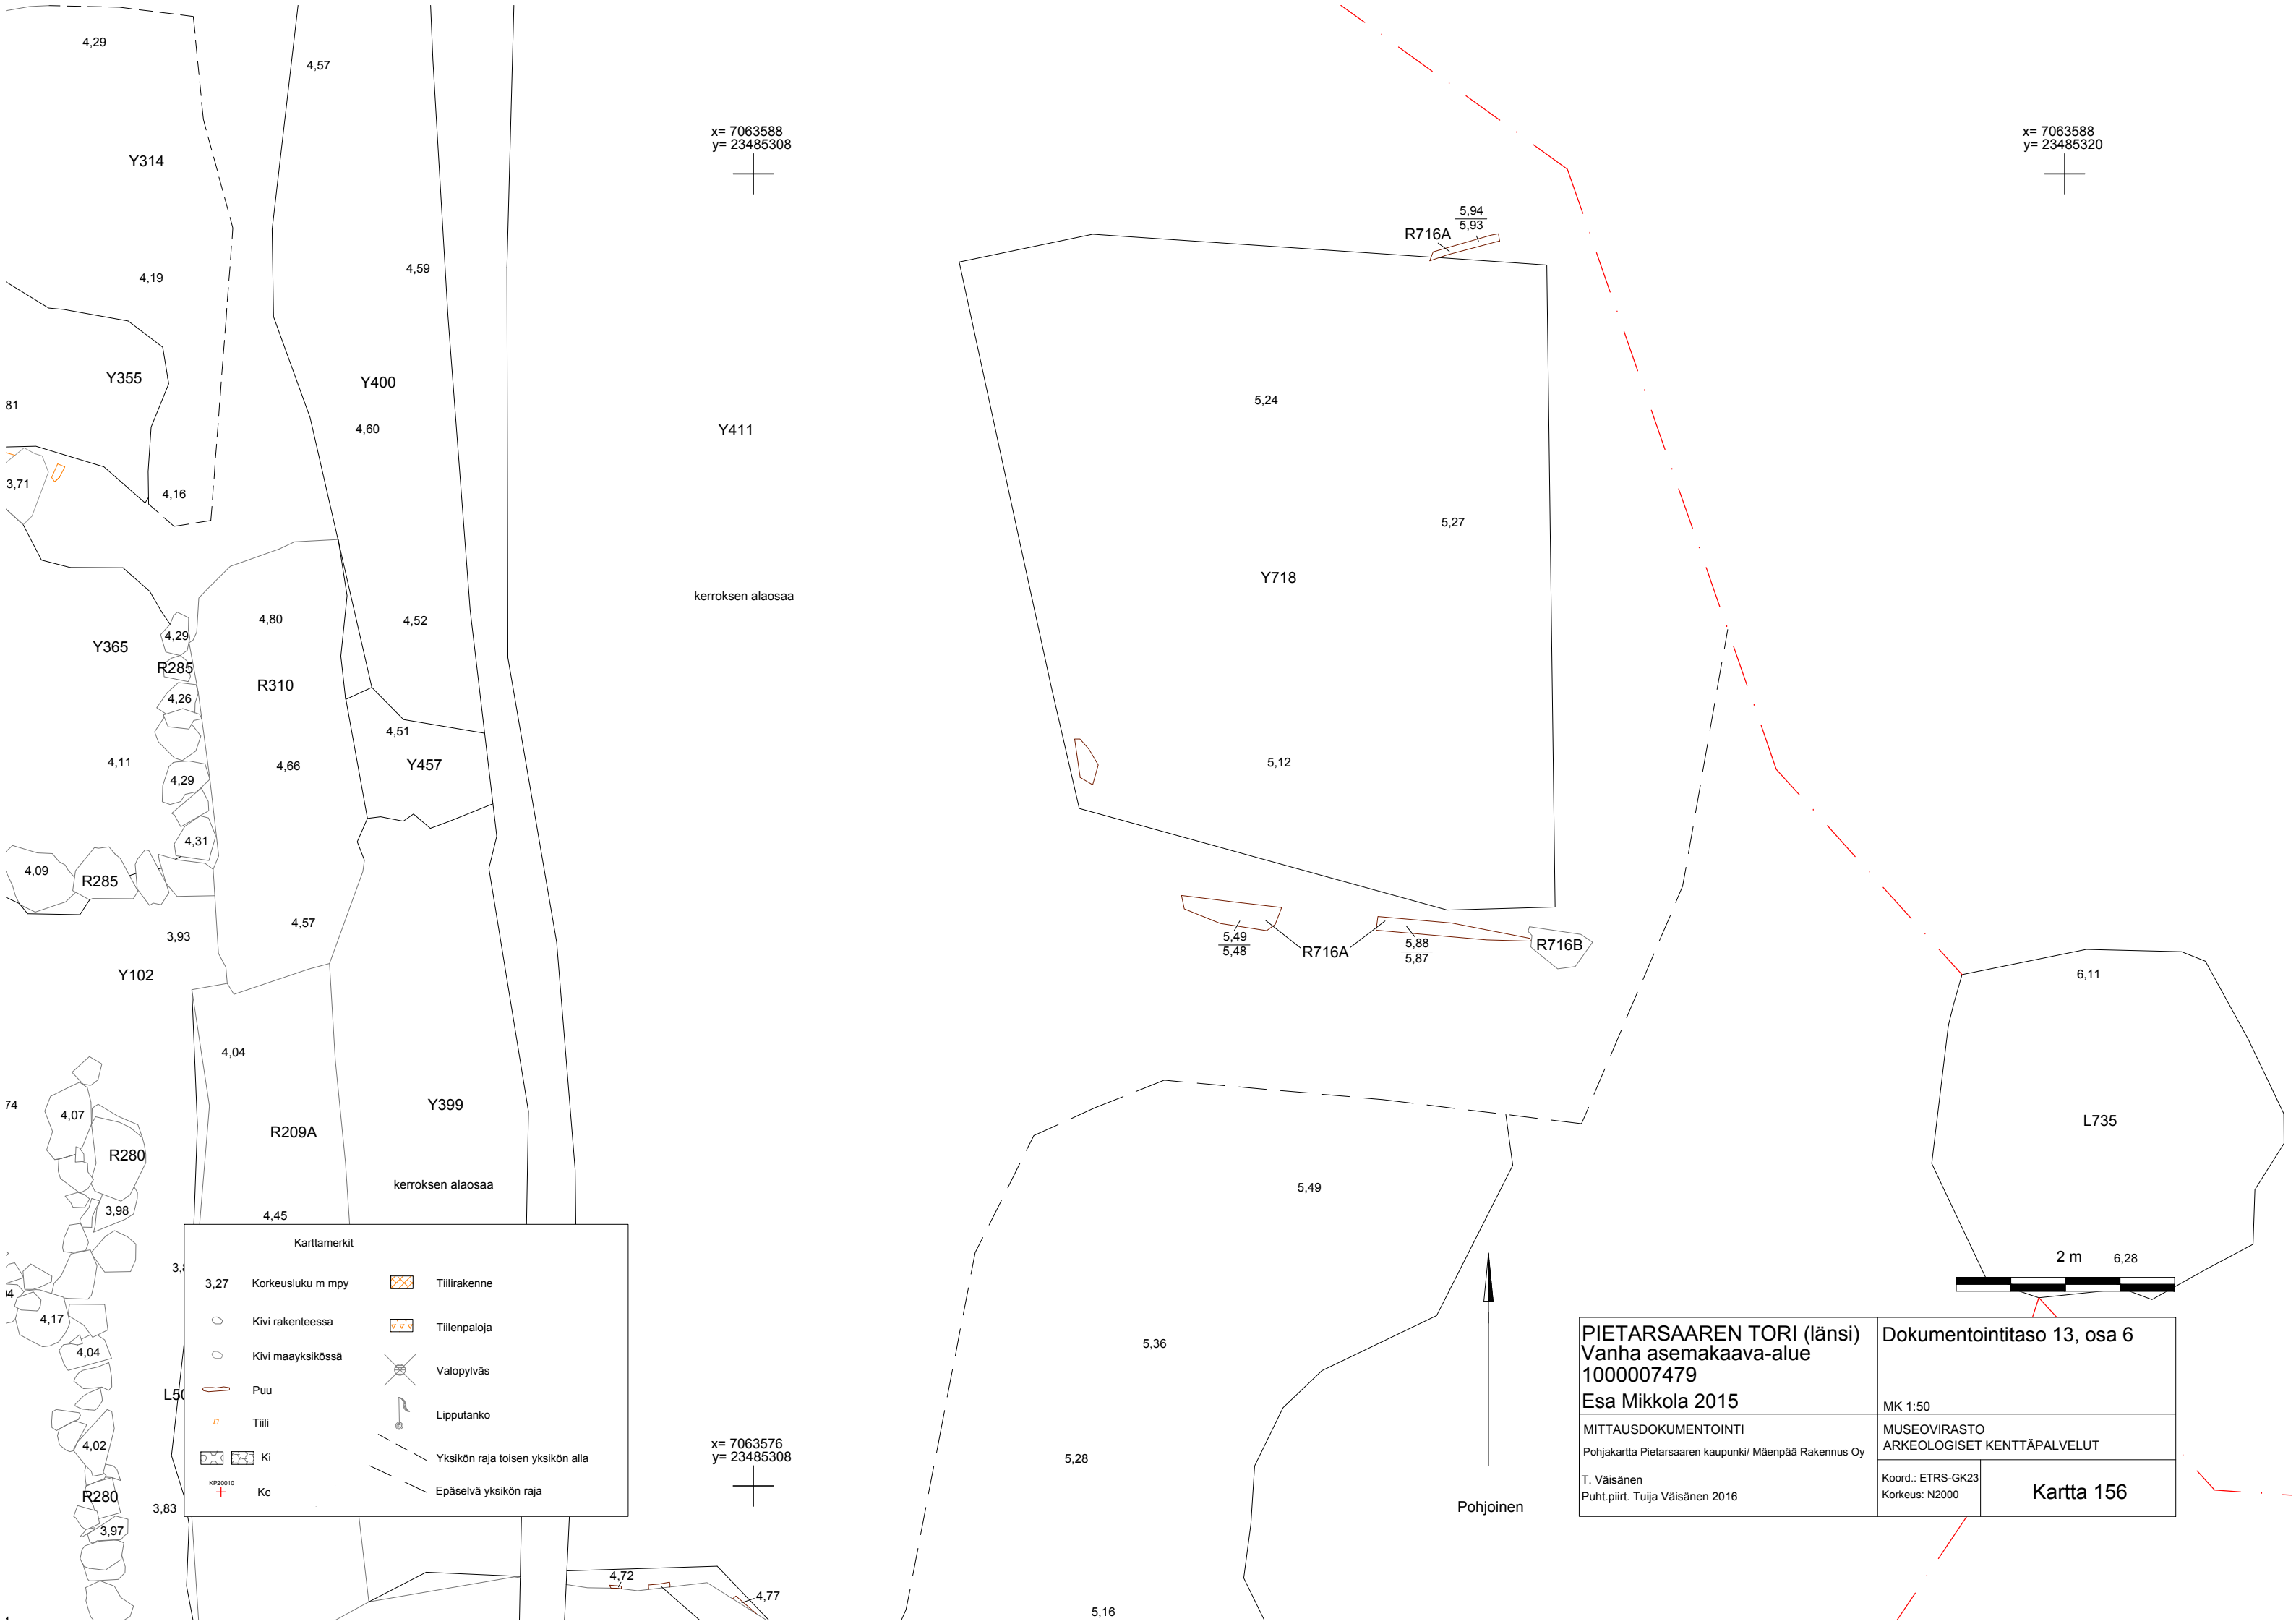 4,29
4,57
x= 7063588
y= 23485308
x= 7063588
y= 23485320
Y314
5,94
5,93
R716A
4,19
4,59
Y355
Y400
81
5,24
4,60
Y411
3,71
4,16
5,27
Y718
kerroksen alaosaa
4,80
4,52
4,29
Y365
R285
R310
4,26
4,51
4,11
4,66
Y457
5,12
4,29
4,31
4,09
R285
4,57
3,93
5,49
5,48
R716A
5,88
5,87
R716B
Y102
6,11
4,04
74
4,07
Y399
R209A
L735
R280
kerroksen alaosaa
5,49
3,98
4,45
2 m
6,28
4,17
4,04
5,36
4,02
5,28
R280
3,83
3,97
Karttamerkit
3,27 Korkeusluku m mpy
Kivi rakenteessa
Kivi maayksikössä
Puu
Tiili
Ki
KP20010
Ko
Tiilirakenne
Tiilenpaloja
Valopylväs
Lipputanko
Yksikön raja toisen yksikön alla
Epäselvä yksikön raja
x= 7063576
y= 23485308
Pohjoinen
4,72
4,77
5,16
PIETARSAAREN TORI (länsi)
Vanha asemakaava-alue
1000007479
Esa Mikkola 2015
Dokumentointitaso 13, osa 6
MK 1:50
MITTAUSDOKUMENTOINTI
Pohjakartta Pietarsaaren kaupunki/ Mäenpää Rakennus Oy
T. Väisänen
Puht.piirt. Tuija Väisänen 2016
MUSEOVIRASTO
ARKEOLOGISET KENTTÄPALVELUT
Koord.: ETRS-GK23
Korkeus: N2000
Kartta 156